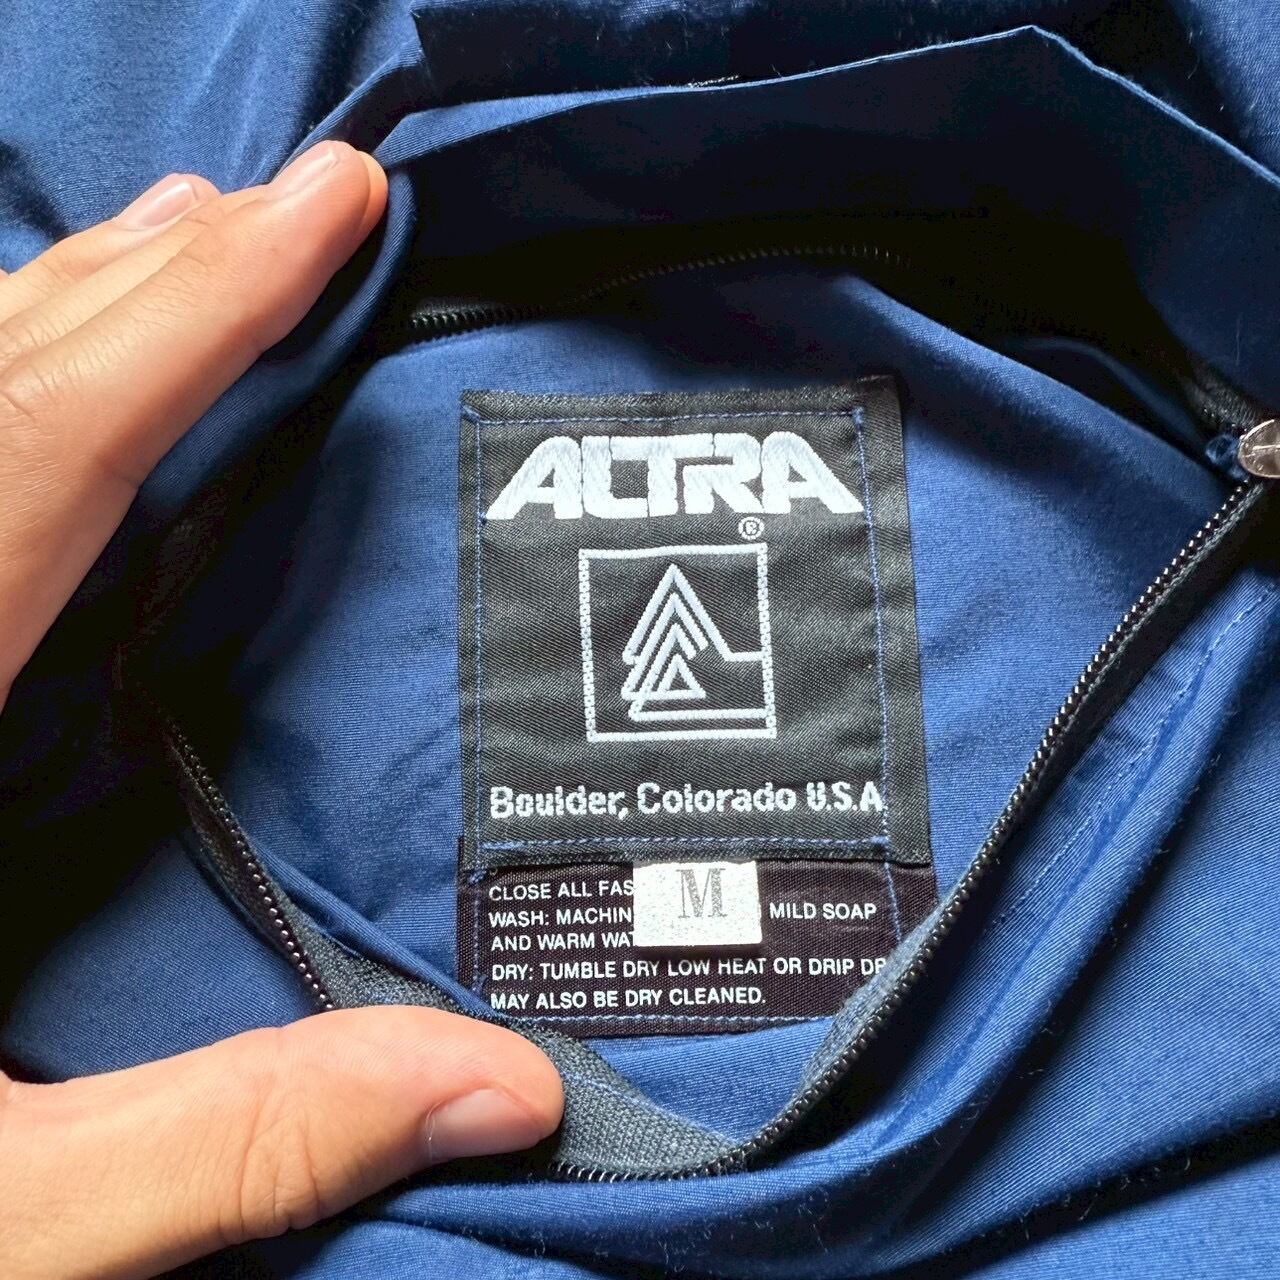 ALTRA
®
Boulder, Colorado U.S.A
CLOSE ALL FAS
M
WASH: MACHIN MILD SOAP
AND WARM WAT
DRY: TUMBLE DRY LOW HEAT OR DRIP DR
MAY ALSO BE DRY CLEANED.